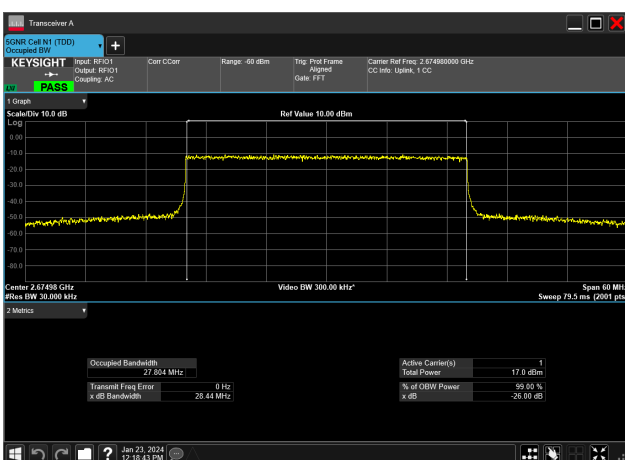 Transceiver A
5GNR Cell N1 (TDD)
Occupied BW
KEYSIGHT
LXI
PASS
Input: RFIO1
Output: RFIO1
Coupling: AC
Corr CCorr
Range: -60 dBm
Trig: Prot Frame
Aligned
Gate: FFT
Carrier Ref Freq: 2.674980000 GHz
CC Info: Uplink, 1 CC
1 Graph
Scale/Div 10.0 dB
Ref Value 10.00 dBm
Log
0.00
-10.0
-20.0
-30.0
-40.0
-50.0
-60.0
-70.0
-80.0
Center 2.67498 GHz
Video BW 300.00 kHz*
Span 60 MHz
#Res BW 30.000 kHz
Sweep 79.5 ms (2001 pts
2 Metrics
Occupied Bandwidth
27.804 MHz
Active Carrier(s) 1
Total Power 17.0 dBm
Transmit Freq Error 0 Hz
x dB Bandwidth 28.44 MHz
% of OBW Power 99.00 %
x dB -26.00 dB
?
Jan 23, 2024
12:18:43 PM